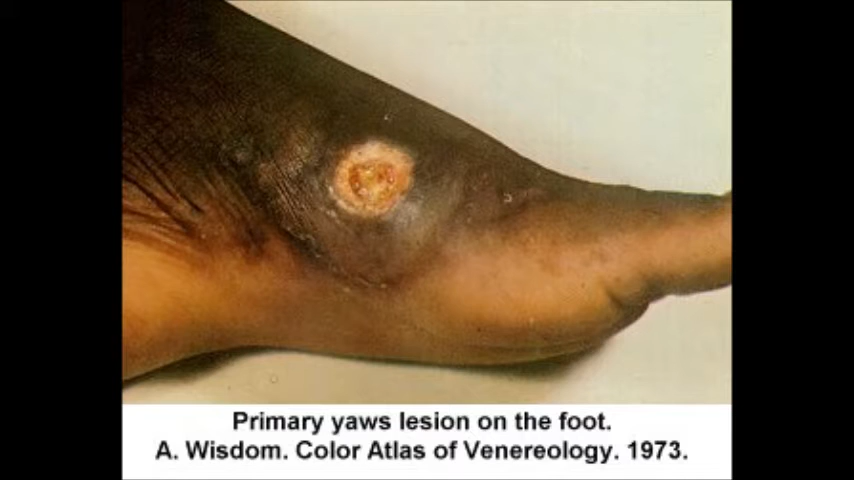 Primary yaws lesion on the foot.
A. Wisdom. Color Atlas of Venereology. 1973.